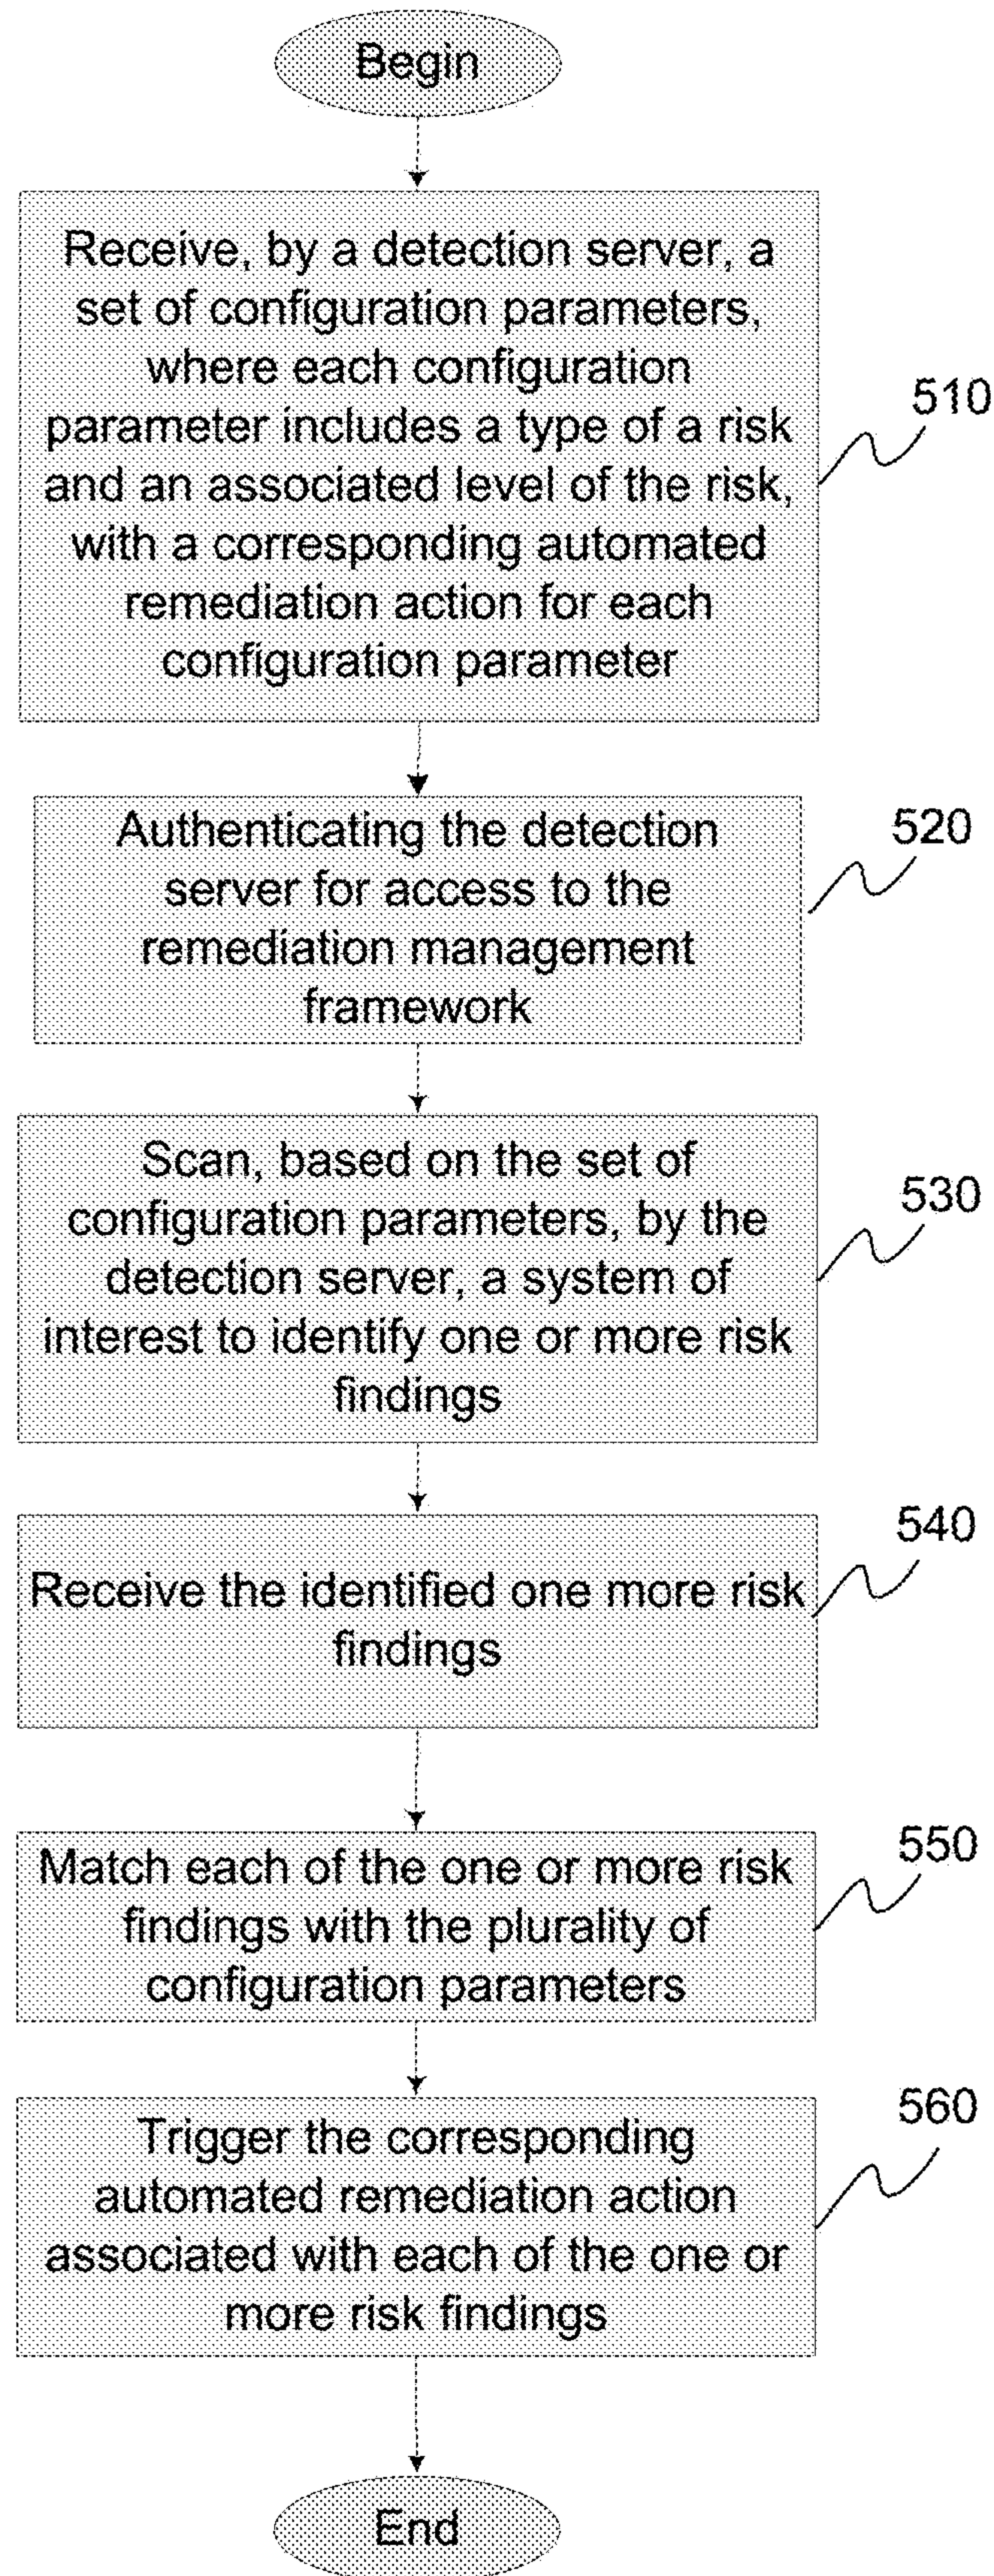 Begin
Receive, by a detection server, a
set of configuration parameters,
where each configuration
parameter includes a type of a risk
and an associated level of the risk,
with a corresponding automated
remediation action for each
configuration parameter
510
Authenticating the detection
server for access to the
remediation management
framework
520
Scan, based on the set of
configuration parameters, by the
detection server, a system of
interest to identify one or more risk
findings
530
Receive the identified one more risk
findings
540
Match each of the one or more risk
findings with the plurality of
configuration parameters
550
Trigger the corresponding
automated remediation action
associated with each of the one or
more risk findings
560
End